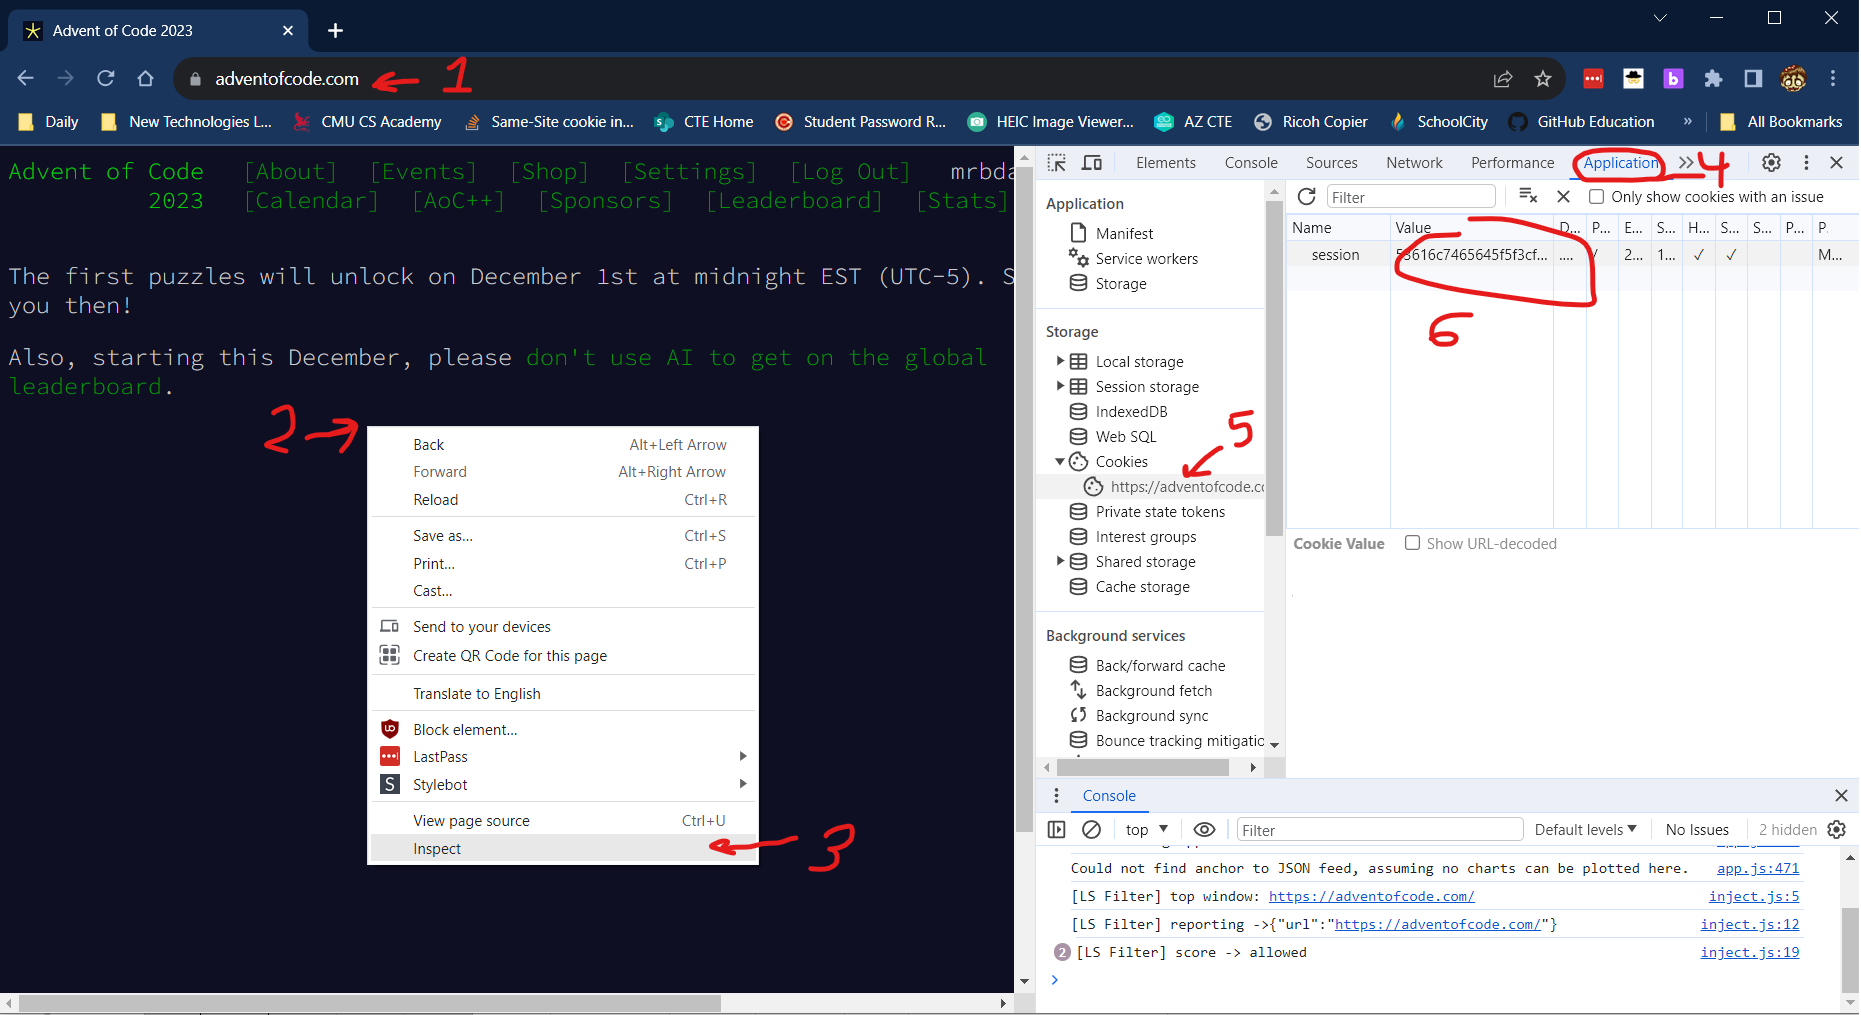 Advent of Code 2023
adventofcode.com 1
Daily New Technologies L... CMU CS Academy Same-Site cookie in... CTE Home Student Password R... HEIC Image Viewer... AZ CTE Ricoh Copier SchoolCity GitHub Education » All Bookmarks
Advent of Code [About] [Events] [Shop] [Settings] [Log Out] mrbda
2023 [Calendar] [AoC++] [Sponsors] [Leaderboard] [Stats]
The first puzzles will unlock on December 1st at midnight EST (UTC-5). S
you then!
Also, starting this December, please don't use AI to get on the global
leaderboard.
2
Back Alt+Left Arrow
Forward Alt+Right Arrow
Reload Ctrl+R
Save as... Ctrl+S
Print... Ctrl+P
Cast...
Send to your devices
Create QR Code for this page
Translate to English
Block element...
LastPass
Stylebot
View page source Ctrl+U
Inspect 3
Elements Console Sources Network Performance Application » 4
Application
Manifest
Service workers
Storage
Storage
Local storage
Session storage
IndexedDB
Web SQL
Cookies 5
https://adventofcode.co
Private state tokens
Interest groups
Shared storage
Cache storage
Background services
Back/forward cache
Background fetch
Background sync
Bounce tracking mitigatio
Filter Only show cookies with an issue
Name Value D... P... E... S... H... S... S... P... P.
session 53616c7465645f5f3cf... .... / 2... 1... ✓ ✓ M...
6
Cookie Value Show URL-decoded
Console
top Filter Default levels No Issues 2 hidden
Could not find anchor to JSON feed, assuming no charts can be plotted here. app.js:471
[LS Filter] top window: https://adventofcode.com/ inject.js:5
[LS Filter] reporting ->{"url":"https://adventofcode.com/"} inject.js:12
2 [LS Filter] score -> allowed inject.js:19